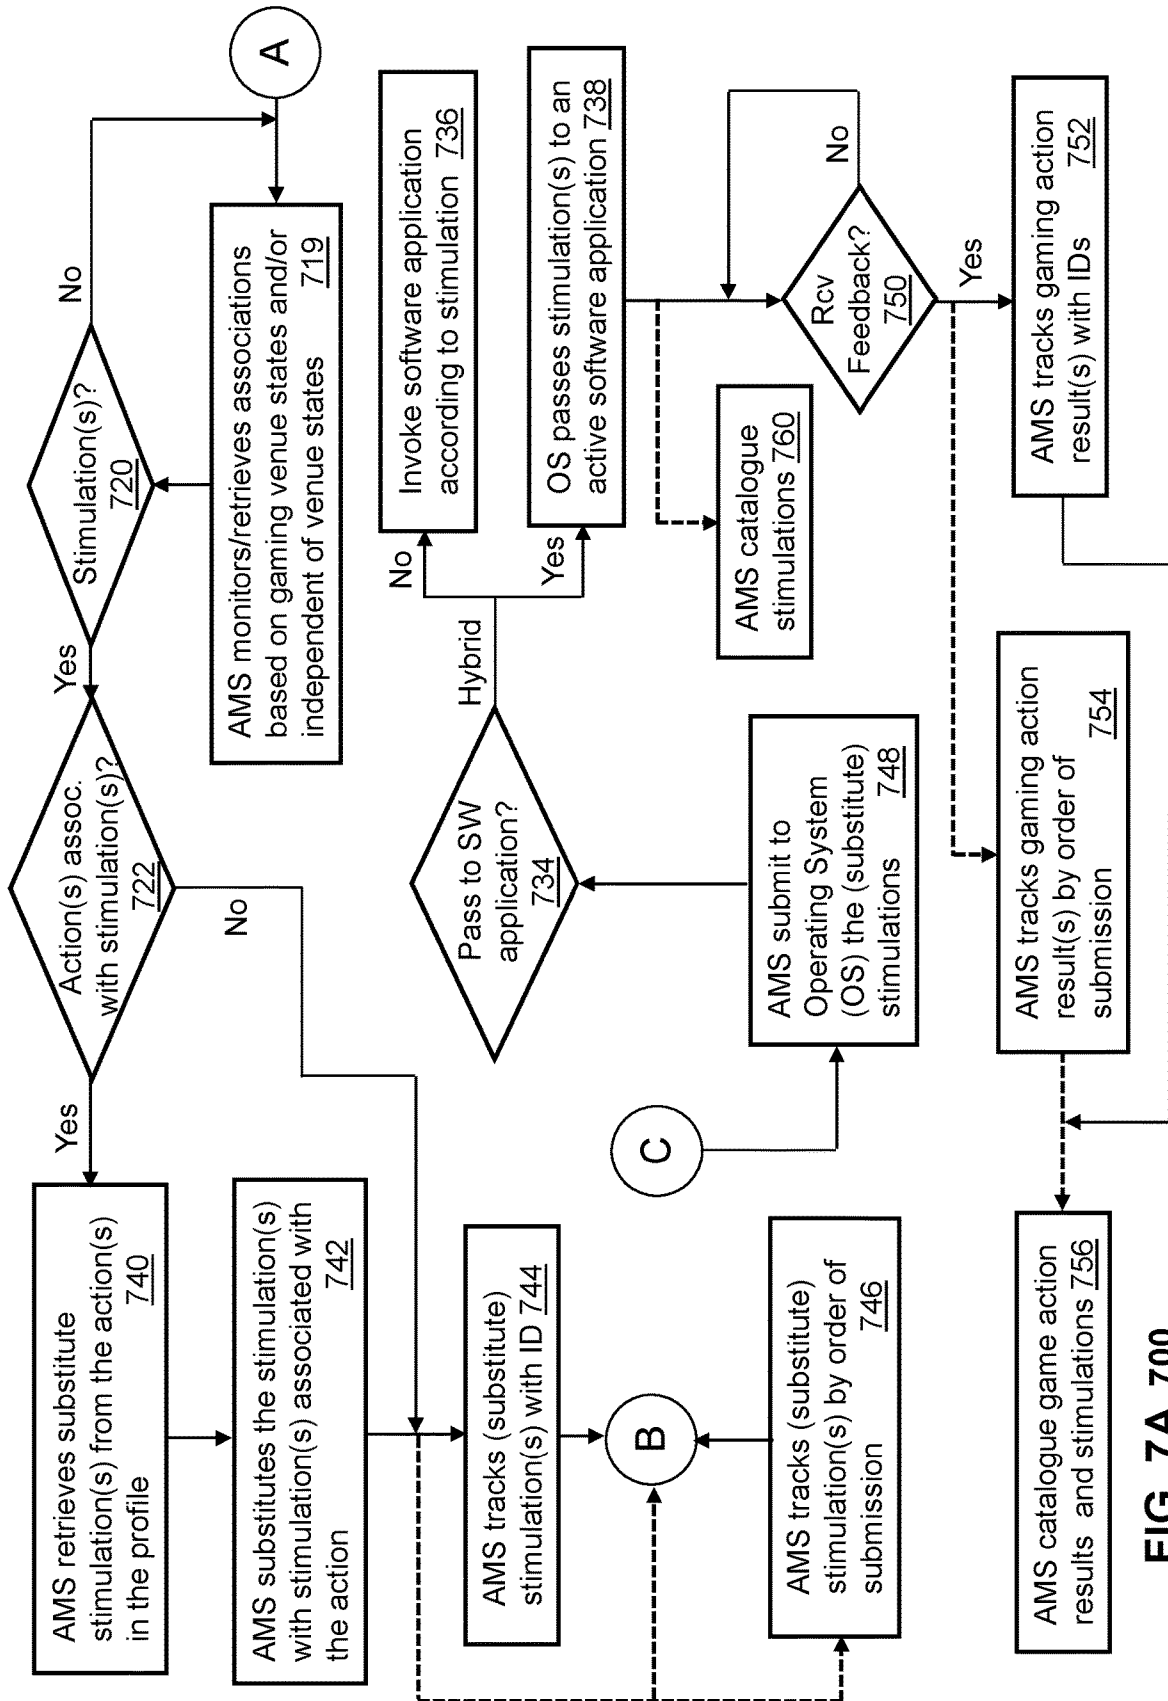 A
AMS monitors/retrieves associations
based on gaming venue states and/or
independent of venue states 719
Stimulation(s)?
720
No
Yes
Action(s) assoc.
with stimulation(s)?
722
No
Yes
AMS retrieves substitute
stimulation(s) from the action(s)
in the profile 740
AMS substitutes the stimulation(s)
with stimulation(s) associated with
the action 742
AMS tracks (substitute)
stimulation(s) with ID 744
B
AMS tracks (substitute)
stimulation(s) by order of
submission 746
C
AMS submit to
Operating System
(OS) the (substitute)
stimulations 748
Pass to SW
application?
734
Hybrid
No
Yes
Invoke software application
according to stimulation 736
OS passes stimulation(s) to an
active software application 738
AMS catalogue
stimulations 760
Rcv
Feedback?
750
No
Yes
AMS tracks gaming action
result(s) with IDs 752
AMS tracks gaming action
result(s) by order of
submission 754
AMS catalogue game action
results and stimulations 756
FIG. 7A 700